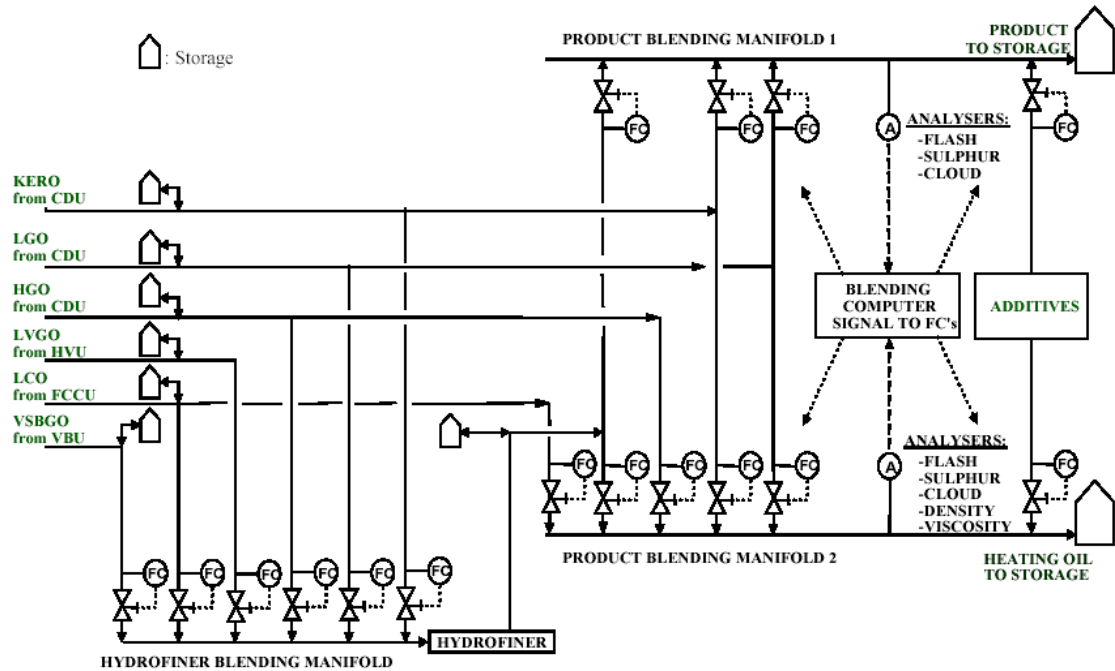 : Storage
PRODUCT BLENDING MANIFOLD 1
PRODUCT
TO STORAGE
FC
FC
FC
FC
A
ANALYSERS:
-FLASH
-SULPHUR
-CLOUD
KERO
from CDU
LGO
from CDU
HGO
from CDU
LVGO
from HVU
LCO
from FCCU
VSBGO
from VBU
BLENDING
COMPUTER
SIGNAL TO FC's
ADDITIVES
ANALYSERS:
-FLASH
-SULPHUR
-CLOUD
-DENSITY
-VISCOSITY
A
FC
FC
FC
FC
FC
FC
PRODUCT BLENDING MANIFOLD 2
HEATING OIL
TO STORAGE
FC
FC
FC
FC
FC
FC
HYDROFINER
HYDROFINER BLENDING MANIFOLD